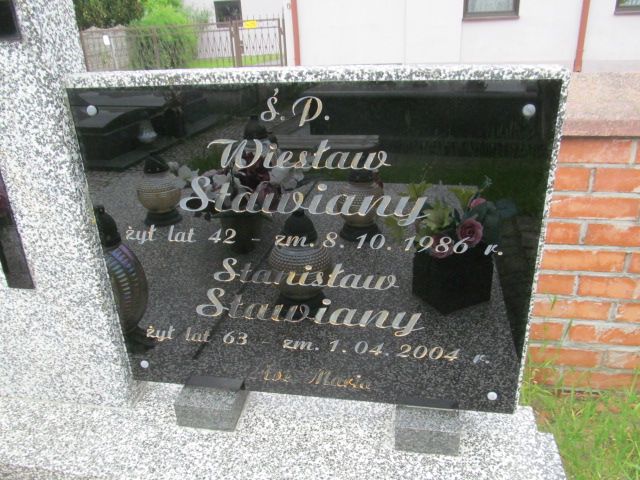 ś. p.
Wiesław
Stawiany
żył lat 42 - zm. 8. 10. 1986 r.
Stanisław
Stawiany
żył lat 63 - zm. 1. 04. 2004 r.
Maria